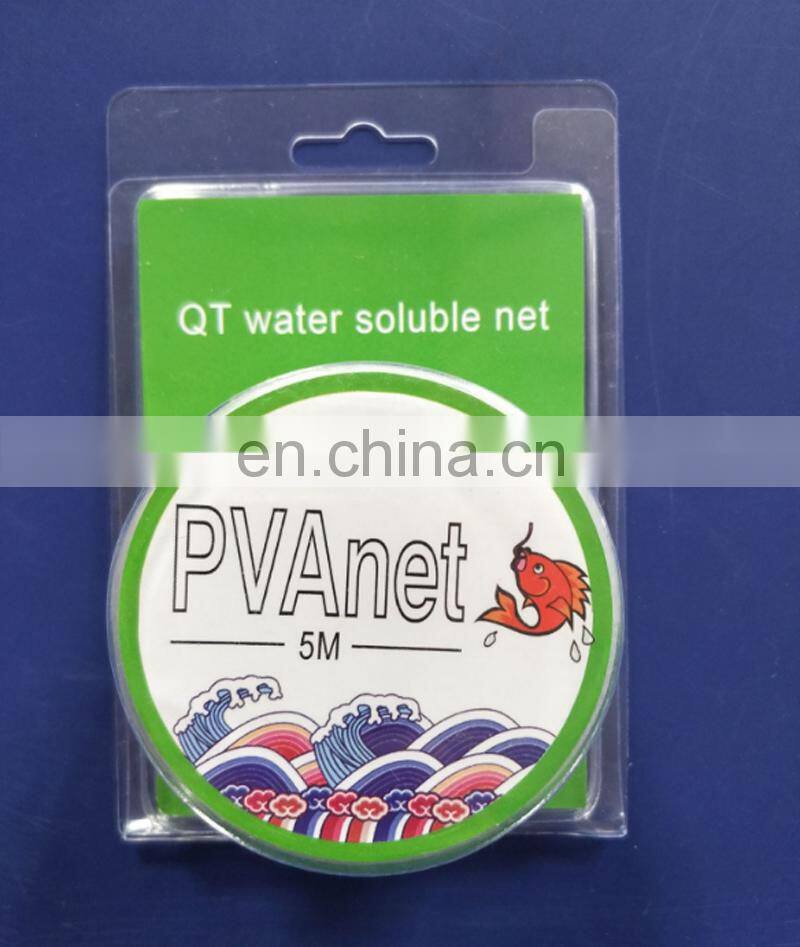 QT water soluble net
en.china.cn
PVAnet
5M